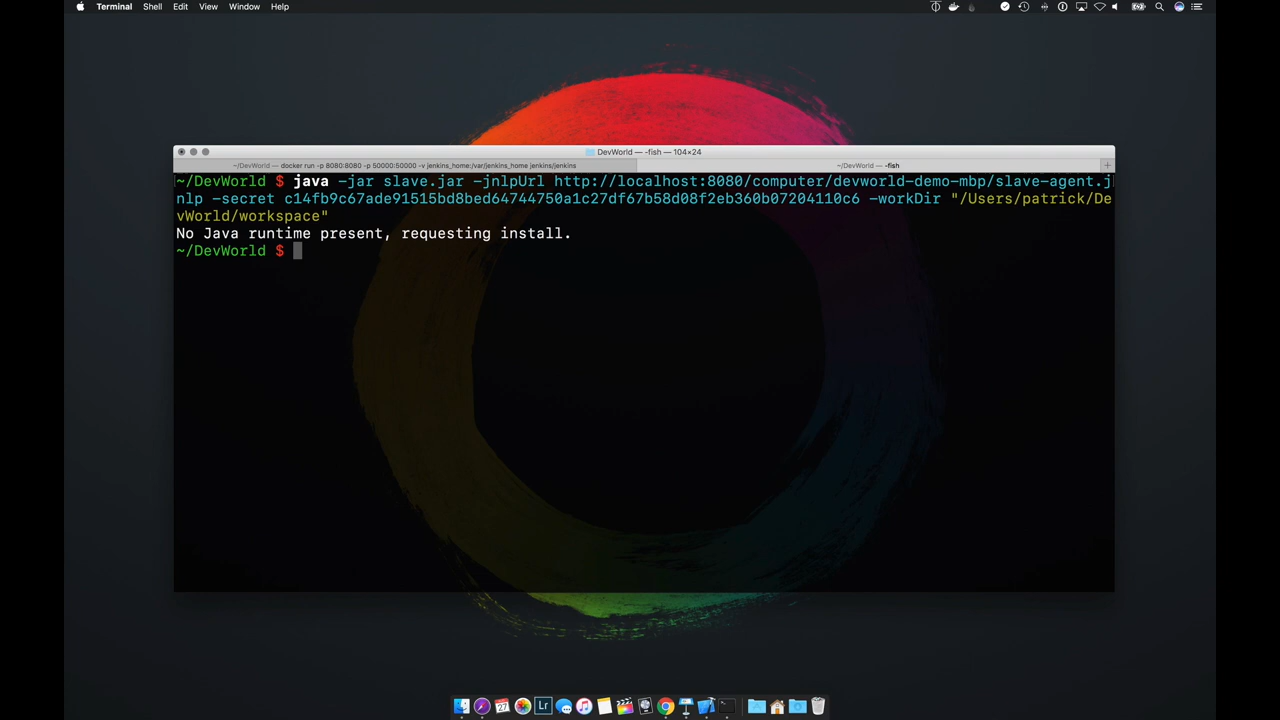 Terminal Shell Edit View Window Help
DevWorld — -fish — 104×24
~/DevWorld — docker run -p 8080:8080 -p 50000:50000 -v jenkins_home:/var/jenkins_home jenkins/jenkins
~/DevWorld — -fish
~/DevWorld $ java -jar slave.jar -jnlpUrl http://localhost:8080/computer/devworld-demo-mbp/slave-agent.j
nlp -secret c14fb9c67ade91515bd8bed64744750a1c27df67b58d08f2eb360b07204110c6 -workDir "/Users/patrick/De
vWorld/workspace"
No Java runtime present, requesting install.
~/DevWorld $
27
Lr